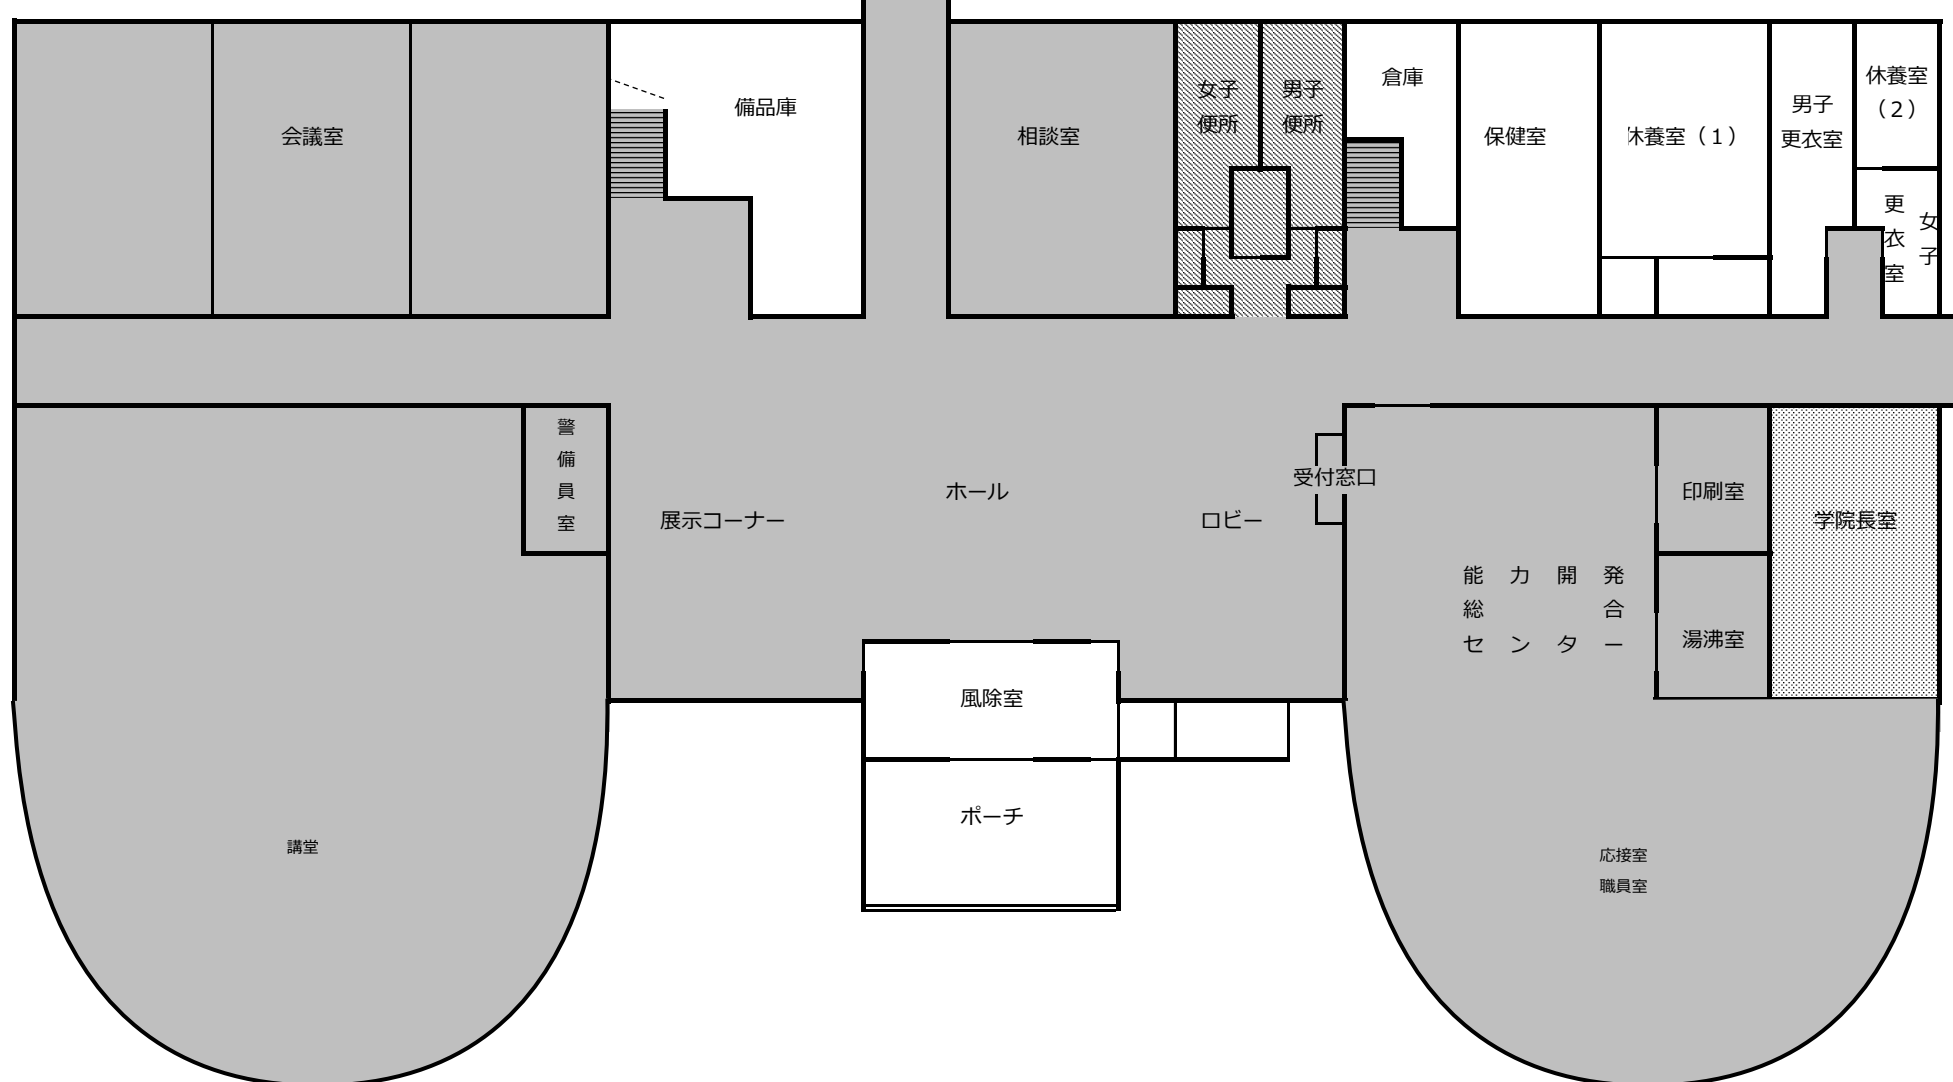 会議室
備品庫
相談室
女子
便所
男子
便所
倉庫
保健室
休養室（１）
男子
更衣室
休養室
（２）
女子
更衣室
警備員室
展示コーナー
ホール
ロビー
受付窓口
能力開発
総合
センター
印刷室
湯沸室
学院長室
風除室
ポーチ
講堂
応接室
職員室